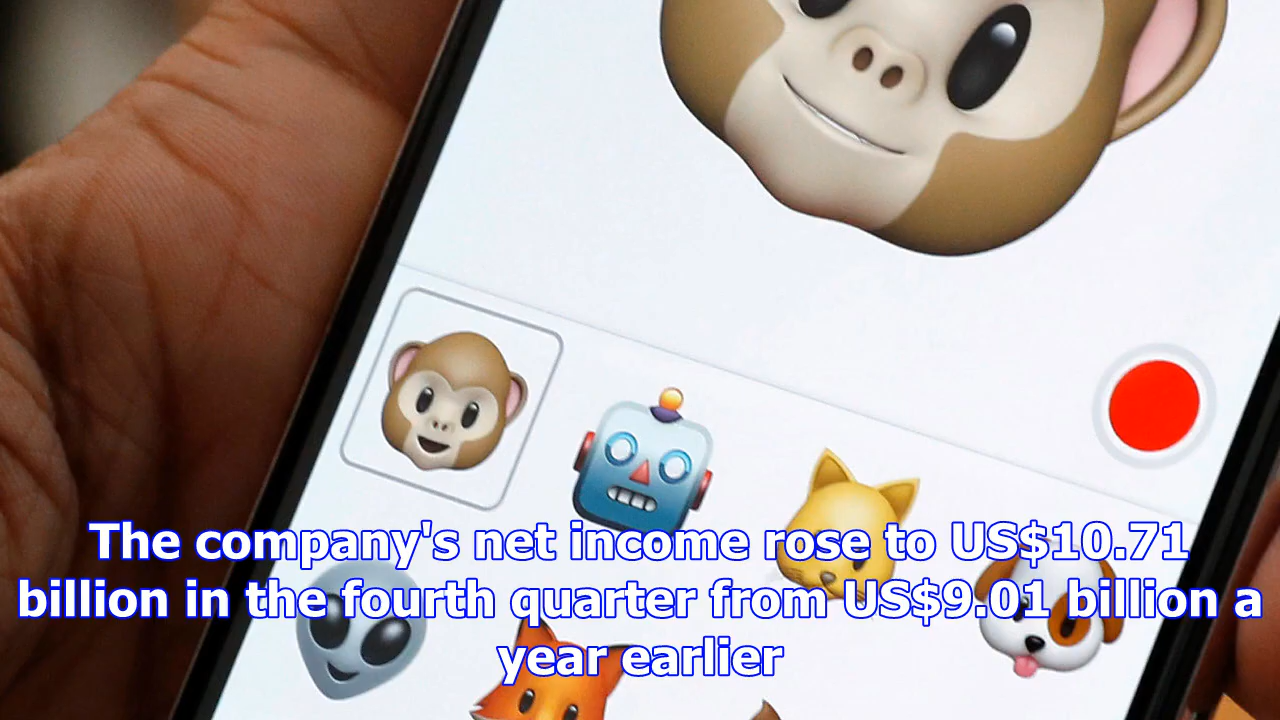 The company's net income rose to US$10.71
billion in the fourth quarter from US$9.01 billion a
year earlier